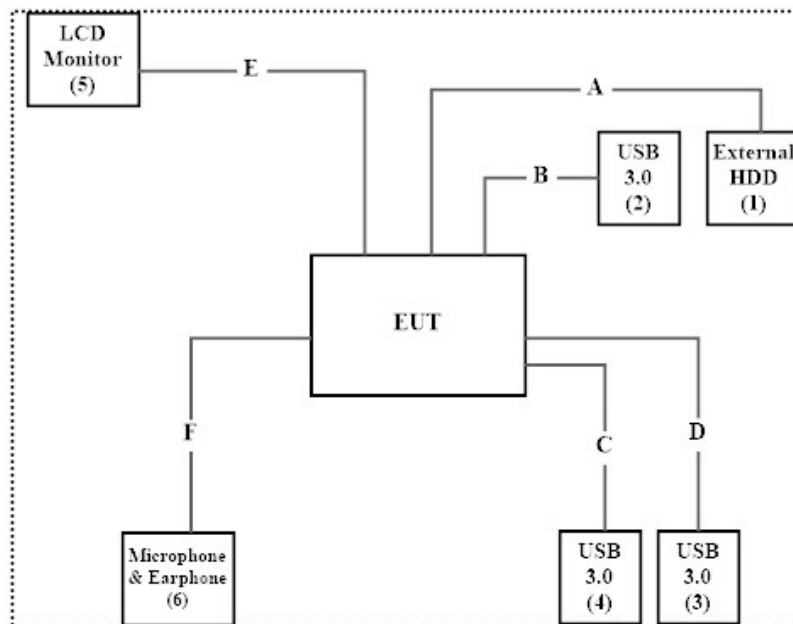 LCD
Monitor
(5)
E
A
B
USB
3.0
(2)
External
HDD
(1)
EUT
F
C
D
Microphone
& Earphone
(6)
USB
3.0
(4)
USB
3.0
(3)